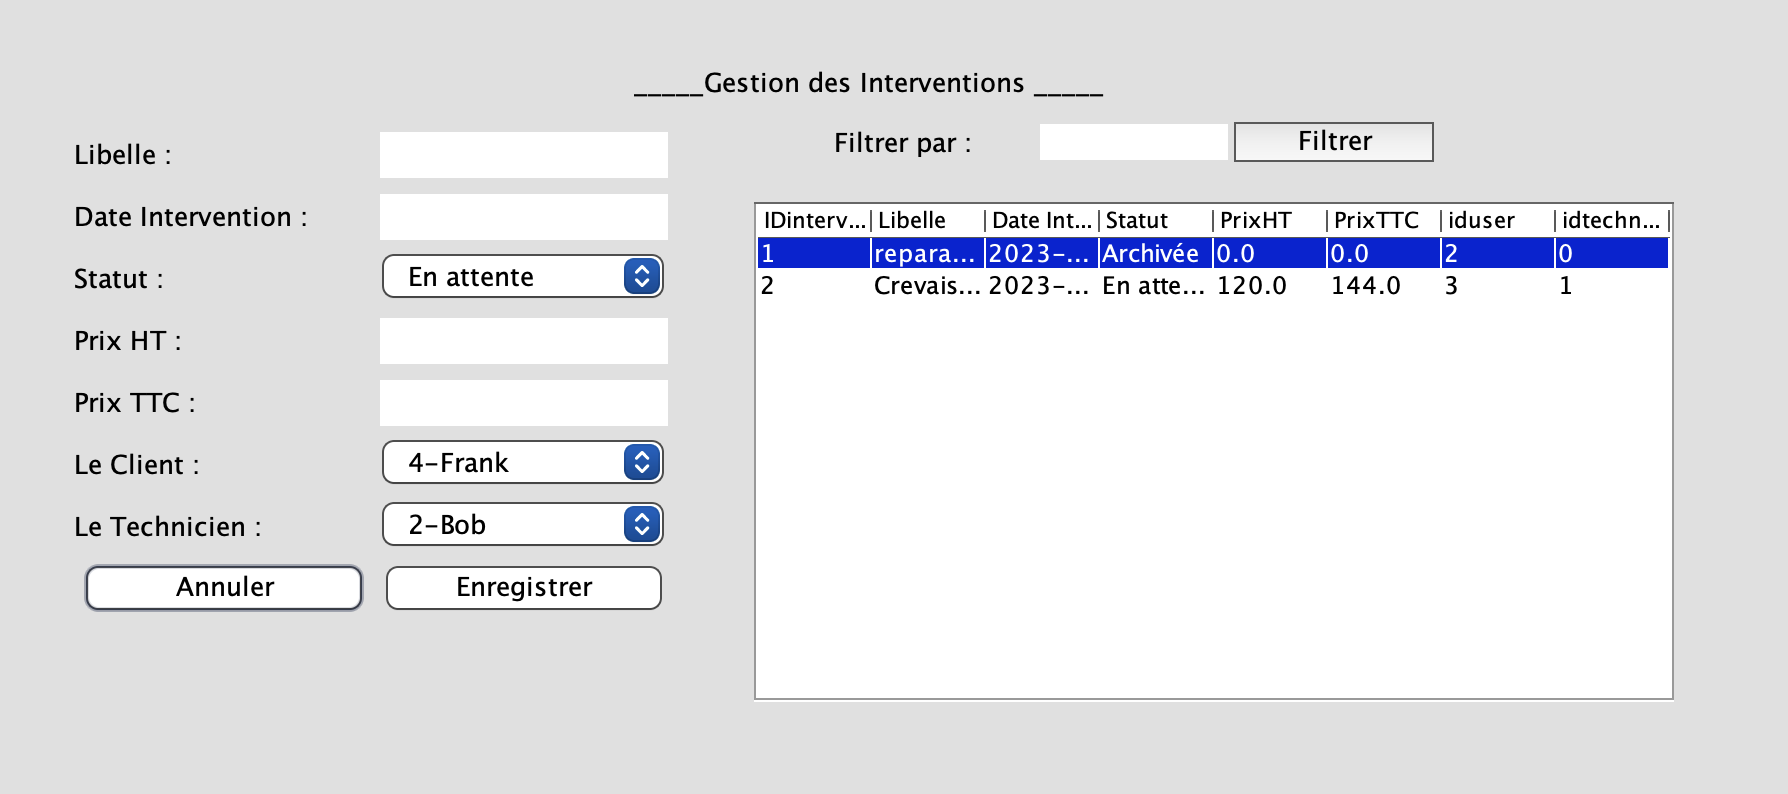 _____Gestion des Interventions _____
Filtrer par :
Filtrer
Libelle :
Date Intervention :
Statut :
En attente
Prix HT :
Prix TTC :
Le Client :
4-Frank
Le Technicien :
2-Bob
Annuler
Enregistrer
IDinterv... Libelle Date Int... Statut PrixHT PrixTTC iduser idtechn...
1 repara... 2023-... Archivée 0.0 0.0 2 0
2 Crevais... 2023-... En atte... 120.0 144.0 3 1